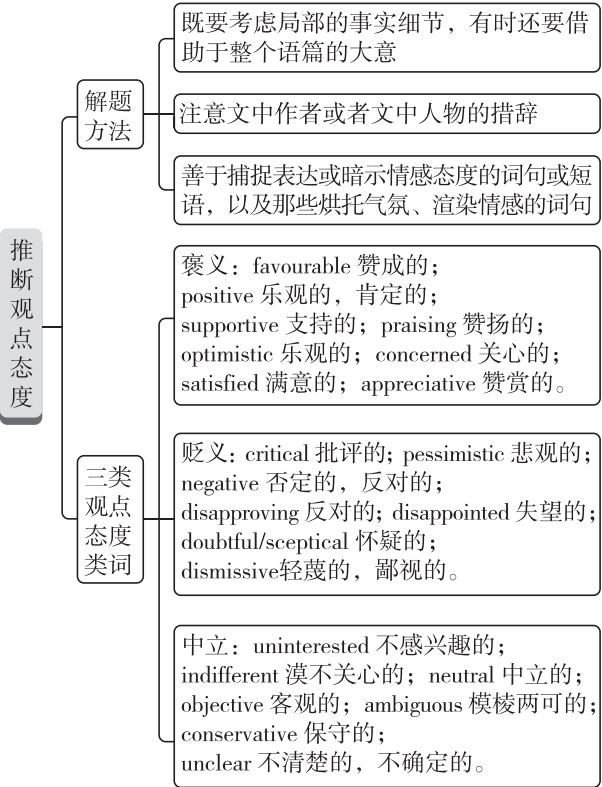 推断观点态度
解题
方法
既要考虑局部的事实细节，有时还要借
助于整个语篇的大意
注意文中作者或者文中人物的措辞
善于捕捉表达或暗示情感态度的词句或短
语，以及那些烘托气氛、渲染情感的词句
三类
观点
态度
类词
褒义：favourable 赞成的；
positive 乐观的，肯定的；
supportive 支持的；praising 赞扬的；
optimistic 乐观的；concerned 关心的；
satisfied 满意的；appreciative 赞赏的。
贬义：critical 批评的；pessimistic 悲观的；
negative 否定的，反对的；
disapproving 反对的；disappointed 失望的；
doubtful/sceptical 怀疑的；
dismissive轻蔑的，鄙视的。
中立：uninterested 不感兴趣的；
indifferent 漠不关心的；neutral 中立的；
objective 客观的；ambiguous 模棱两可的；
conservative 保守的；
unclear 不清楚的，不确定的。